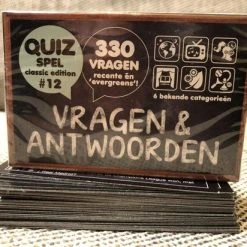 QUIZ
SPEL
classic edition
#12
330
VRAGEN
recente én
'evergreens'!
6 bekende categorieën
VRAGEN &
ANTWOORDEN